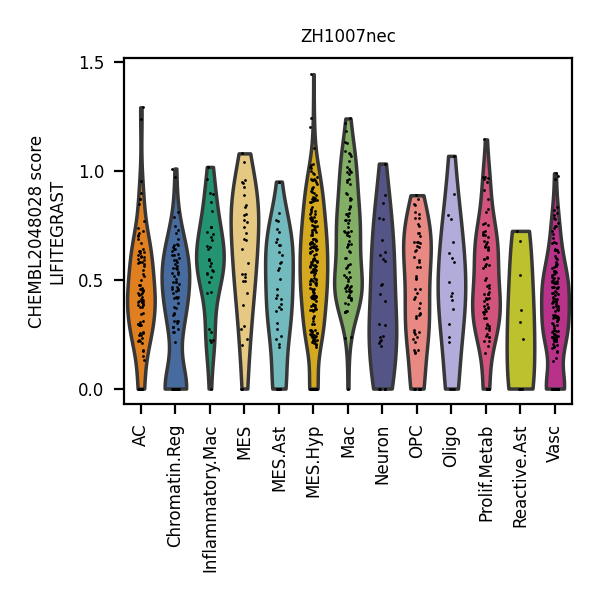 ZH1007nec
CHEMBL2048028 score
LIFITEGRAST
1.5
1.0
0.5
0.0
AC
Chromatin.Reg
Inflammatory.Mac
MES
MES.Ast
MES.Hyp
Mac
Neuron
OPC
Oligo
Prolif.Metab
Reactive.Ast
Vasc